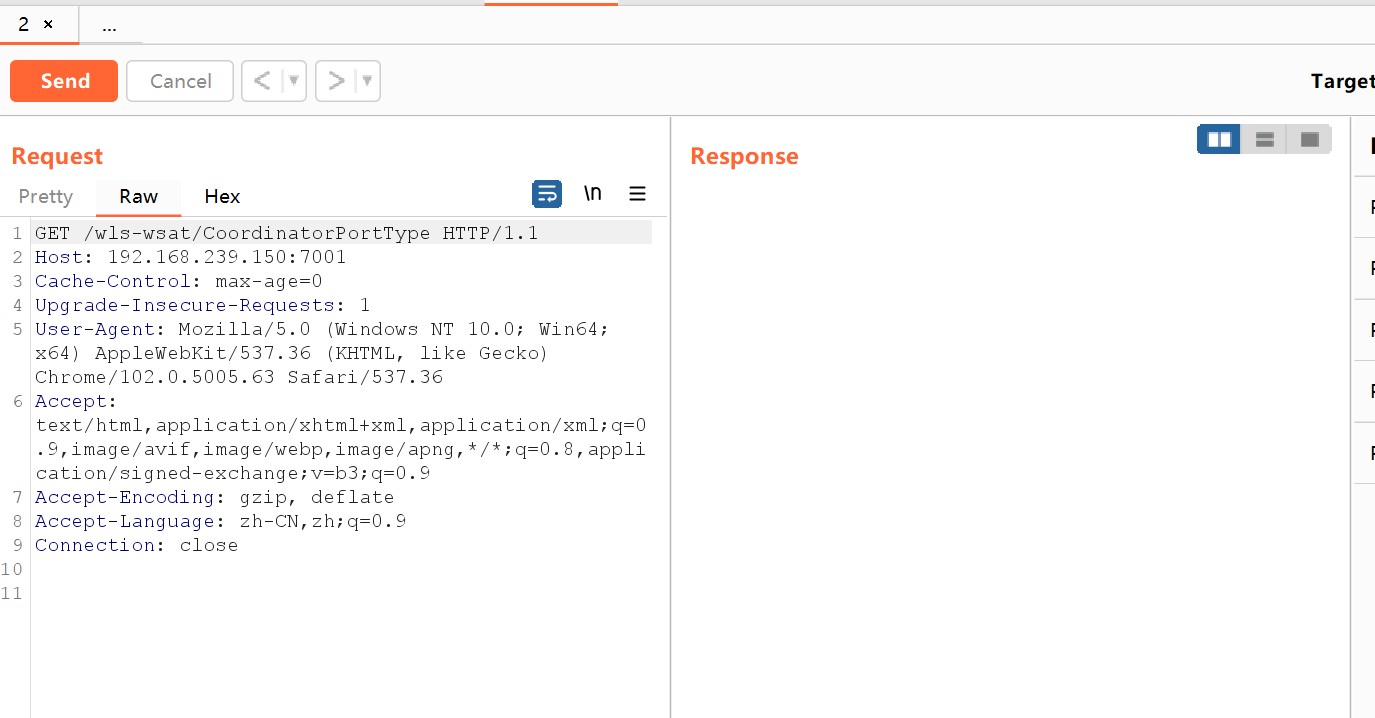 2 ×
...
Send
Cancel
< ▼
> ▼
Target
Request
Pretty
Raw
Hex
\n
Response
1 GET /wls-wsat/CoordinatorPortType HTTP/1.1
2 Host: 192.168.239.150:7001
3 Cache-Control: max-age=0
4 Upgrade-Insecure-Requests: 1
5 User-Agent: Mozilla/5.0 (Windows NT 10.0; Win64;
x64) AppleWebKit/537.36 (KHTML, like Gecko)
Chrome/102.0.5005.63 Safari/537.36
6 Accept:
text/html,application/xhtml+xml,application/xml;q=0
.9,image/avif,image/webp,image/apng,*/*;q=0.8,appli
cation/signed-exchange;v=b3;q=0.9
7 Accept-Encoding: gzip, deflate
8 Accept-Language: zh-CN,zh;q=0.9
9 Connection: close
10
11